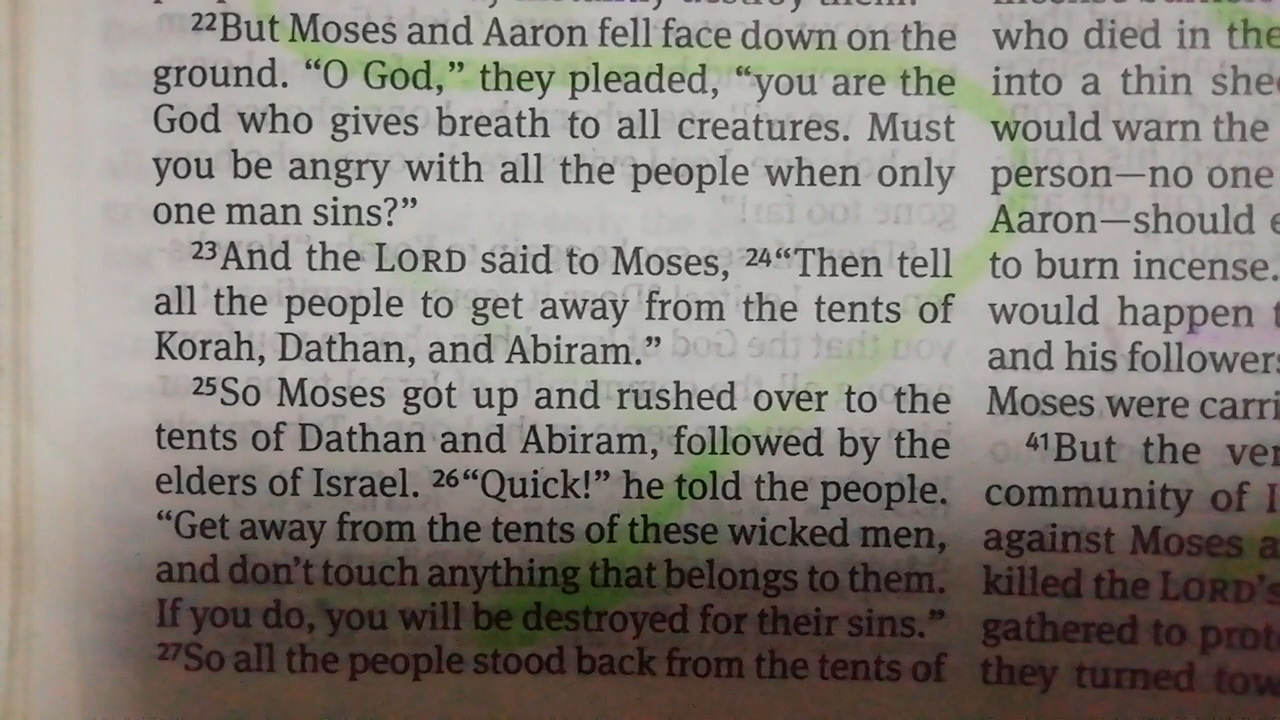 ²²But Moses and Aaron fell face down on the
ground. “O God,” they pleaded, “you are the
God who gives breath to all creatures. Must
you be angry with all the people when only
one man sins?”
²³And the LORD said to Moses, ²⁴“Then tell
all the people to get away from the tents of
Korah, Dathan, and Abiram.”
²⁵So Moses got up and rushed over to the
tents of Dathan and Abiram, followed by the
elders of Israel. ²⁶“Quick!” he told the people.
“Get away from the tents of these wicked men,
and don’t touch anything that belongs to them.
If you do, you will be destroyed for their sins.”
²⁷So all the people stood back from the tents of
who died in the
into a thin
would warn the
person—no one
Aaron—should
to burn incense.
would happen
and his
Moses were
⁴¹But the
community of
against Moses
killed the LORD’s
gathered to
they turned